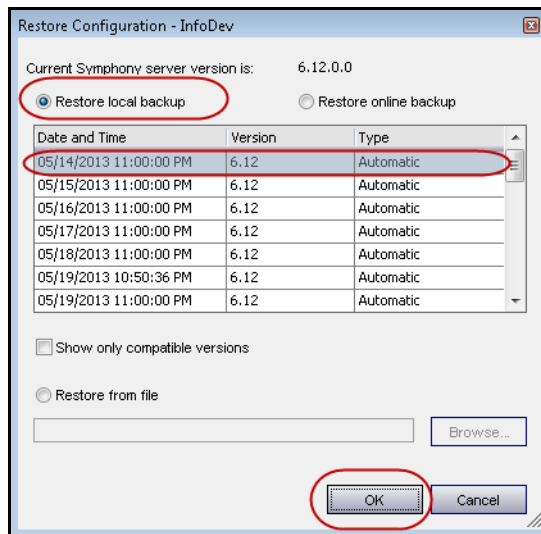 Restore Configuration - InfoDev
Current Symphony server version is: 6.12.0.0
Restore local backup Restore online backup
Date and Time Version Type
05/14/2013 11:00:00 PM 6.12 Automatic
05/15/2013 11:00:00 PM 6.12 Automatic
05/16/2013 11:00:00 PM 6.12 Automatic
05/17/2013 11:00:00 PM 6.12 Automatic
05/18/2013 11:00:00 PM 6.12 Automatic
05/19/2013 10:50:36 PM 6.12 Automatic
05/19/2013 11:00:00 PM 6.12 Automatic
Show only compatible versions
Restore from file
Browse...
OK Cancel